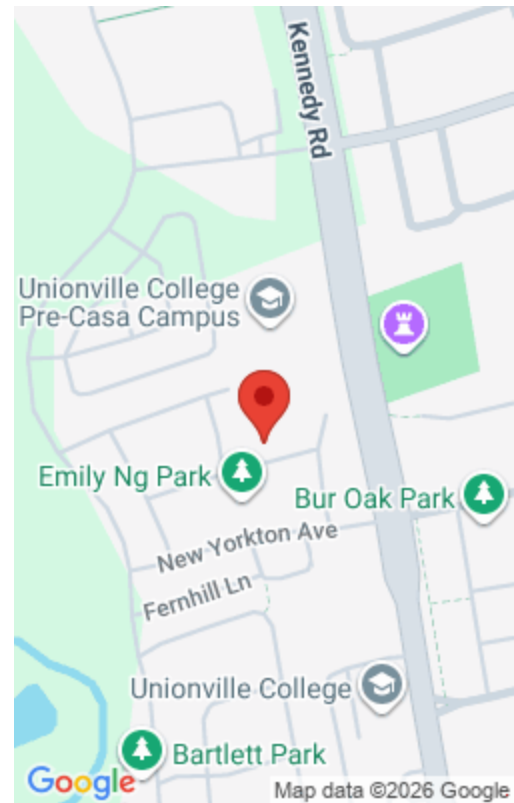 Kennedy Rd
Unionville College
Pre-Casa Campus
Emily Ng Park
Bur Oak Park
New Yorkton Ave
Fernhill Ln
Unionville College
Bartlett Park
Google
Map data ©2026 Google